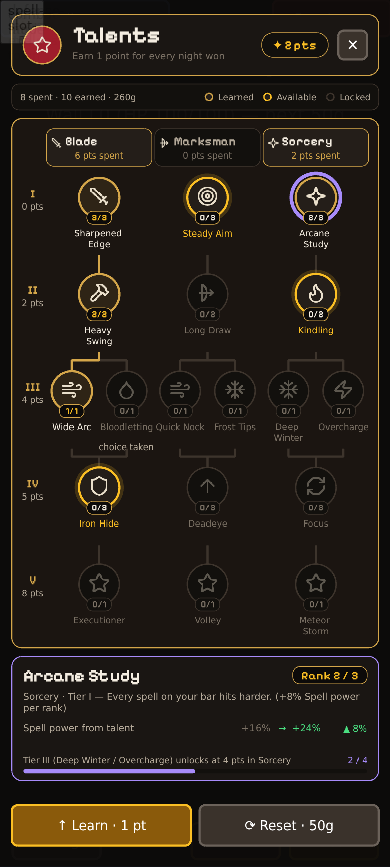 spell-
slot
Talents
Earn 1 point for every night won
8pts
8 spent · 10 earned · 260g
Learned
Available
Locked
Blade
6 pts spent
Marksman
0 pts spent
Sorcery
2 pts spent
I
0 pts
3/3
Sharpened
Edge
0/3
Steady Aim
2/3
Arcane
Study
II
2 pts
2/3
Heavy
Swing
0/3
Long Draw
0/3
Kindling
III
4 pts
1/1
Wide Arc
0/1
Bloodletting
0/1
Quick Nock
0/1
Frost Tips
0/1
Deep
Winter
0/1
Overcharge
choice taken
IV
5 pts
0/3
Iron Hide
0/3
Deadeye
0/3
Focus
V
8 pts
0/1
Executioner
0/1
Volley
0/1
Meteor
Storm
Arcane Study
Rank 2 / 3
Sorcery · Tier I — Every spell on your bar hits harder. (+8% Spell power
per rank)
Spell power from talent
+16% → +24% ▲ 8%
Tier III (Deep Winter / Overcharge) unlocks at 4 pts in Sorcery
2 / 4
↑ Learn · 1 pt
⟳ Reset · 50g